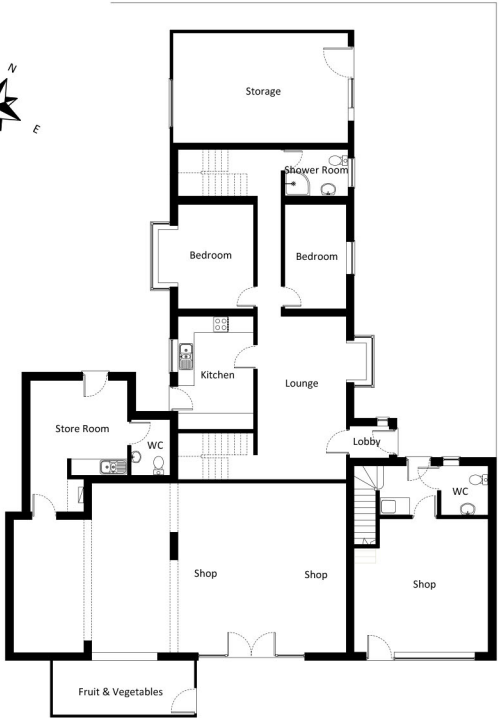 N
E
Storage
Shower Room
Bedroom
Bedroom
Kitchen
Lounge
Store Room
WC
Lobby
WC
Shop
Shop
Shop
Fruit & Vegetables